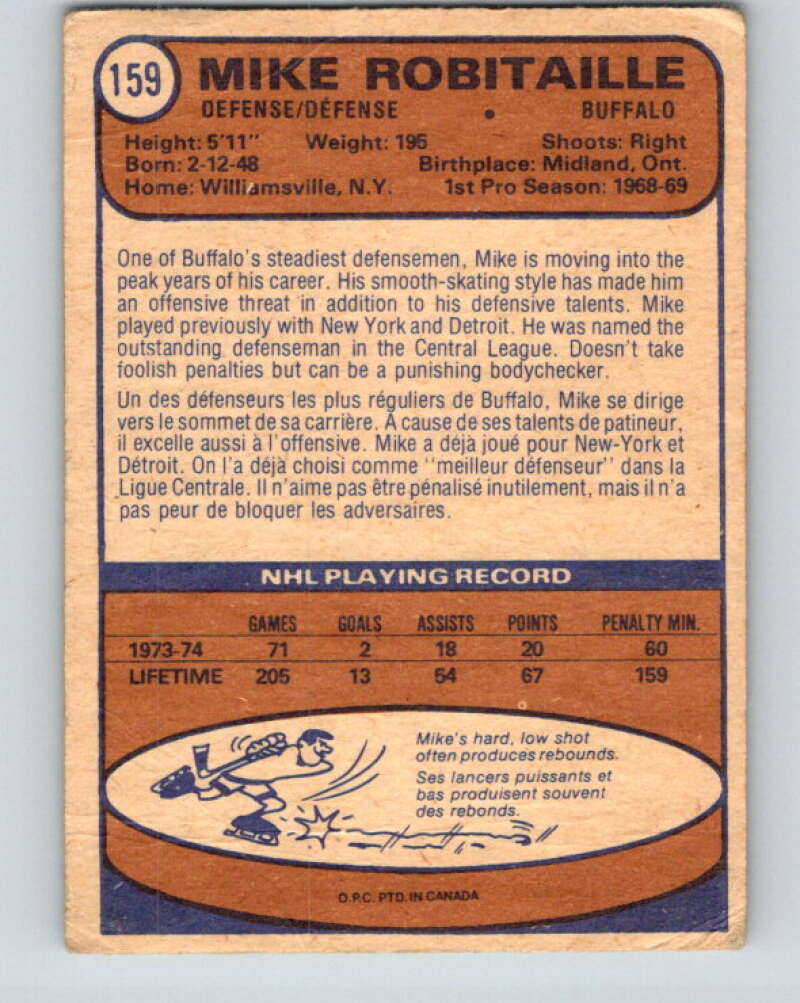 159 MIKE ROBITAILLE
DEFENSE/DÉFENSE • BUFFALO
Height: 5'11" Weight: 195 Shoots: Right
Born: 2-12-48 Birthplace: Midland, Ont.
Home: Williamsville, N.Y. 1st Pro Season: 1968-69
One of Buffalo's steadiest defensemen, Mike is moving into the
peak years of his career. His smooth-skating style has made him
an offensive threat in addition to his defensive talents. Mike
played previously with New York and Detroit. He was named the
outstanding defenseman in the Central League. Doesn't take
foolish penalties but can be a punishing bodychecker.
Un des défenseurs les plus réguliers de Buffalo, Mike se dirige
vers le sommet de sa carrière. À cause de ses talents de patineur,
il excelle aussi à l'offensive. Mike a déjà joué pour New-York et
Détroit. On l'a déjà choisi comme "meilleur défenseur" dans la
Ligue Centrale. Il n'aime pas être pénalisé inutilement, mais il n'a
pas peur de bloquer les adversaires.
NHL PLAYING RECORD
GAMES GOALS ASSISTS POINTS PENALTY MIN.
1973-74 71 2 18 20 60
LIFETIME 205 13 54 67 159
Mike's hard, low shot
often produces rebounds.
Ses lancers puissants et
bas produisent souvent
des rebonds.
O.P.C. PTD. IN CANADA